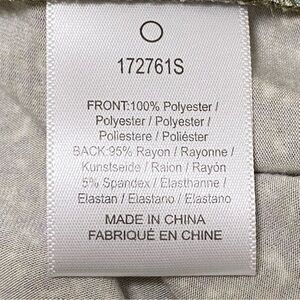 172761S
FRONT:100% Polyester /
Polyester / Polyester /
Poliestere / Poliéster
BACK:95% Rayon / Rayonne /
Kunstseide / Raion / Rayón
5% Spandex / Élasthanne /
Elastan / Elastano / Elastano
MADE IN CHINA
FABRIQUÉ EN CHINE